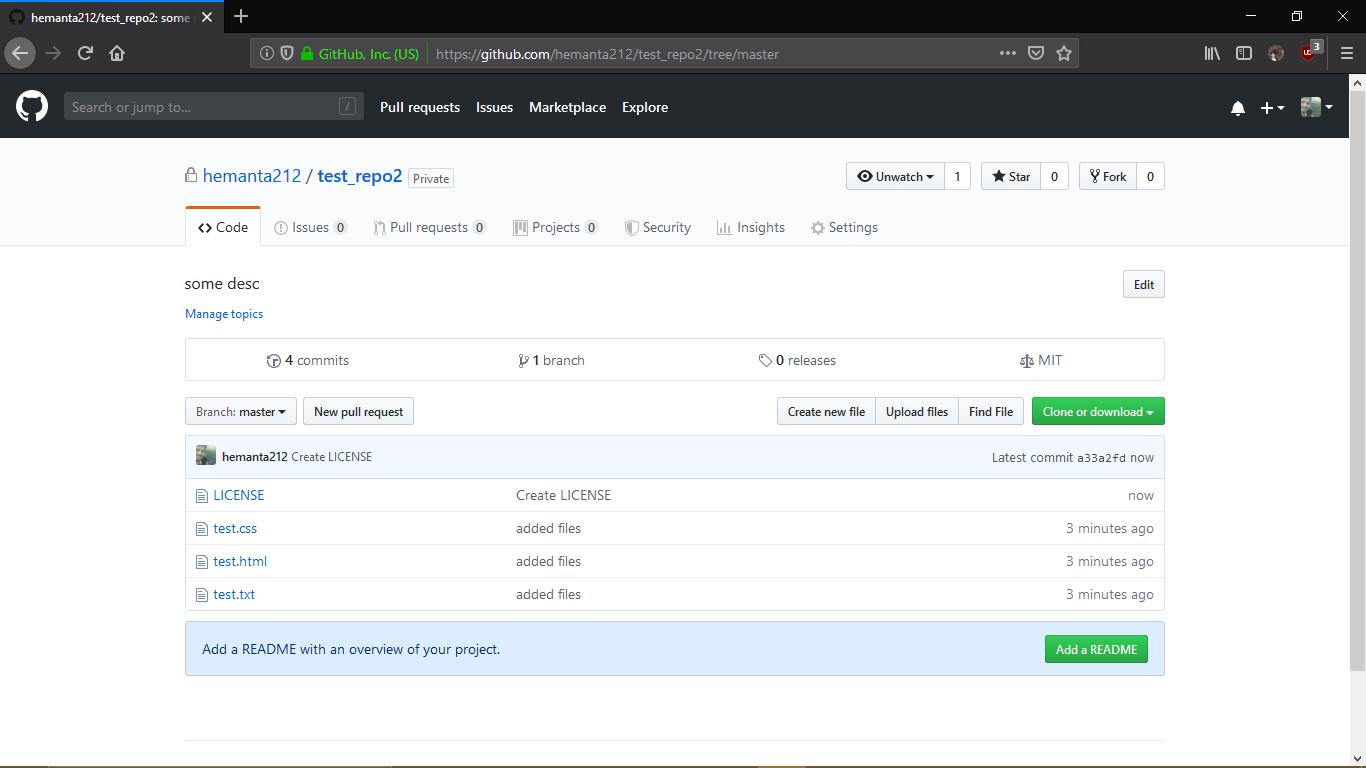 hemanta212/test_repo2: some
GitHub, Inc. (US) https://github.com/hemanta212/test_repo2/tree/master 3
Search or jump to... / Pull requests Issues Marketplace Explore
hemanta212 / test_repo2 Private Unwatch 1 Star 0 Fork 0
Code Issues 0 Pull requests 0 Projects 0 Security Insights Settings
some desc Edit
Manage topics
4 commits 1 branch 0 releases MIT
Branch: master New pull request Create new file Upload files Find File Clone or download
hemanta212 Create LICENSE Latest commit a33a2fd now
LICENSE Create LICENSE now
test.css added files 3 minutes ago
test.html added files 3 minutes ago
test.txt added files 3 minutes ago
Add a README with an overview of your project. Add a README